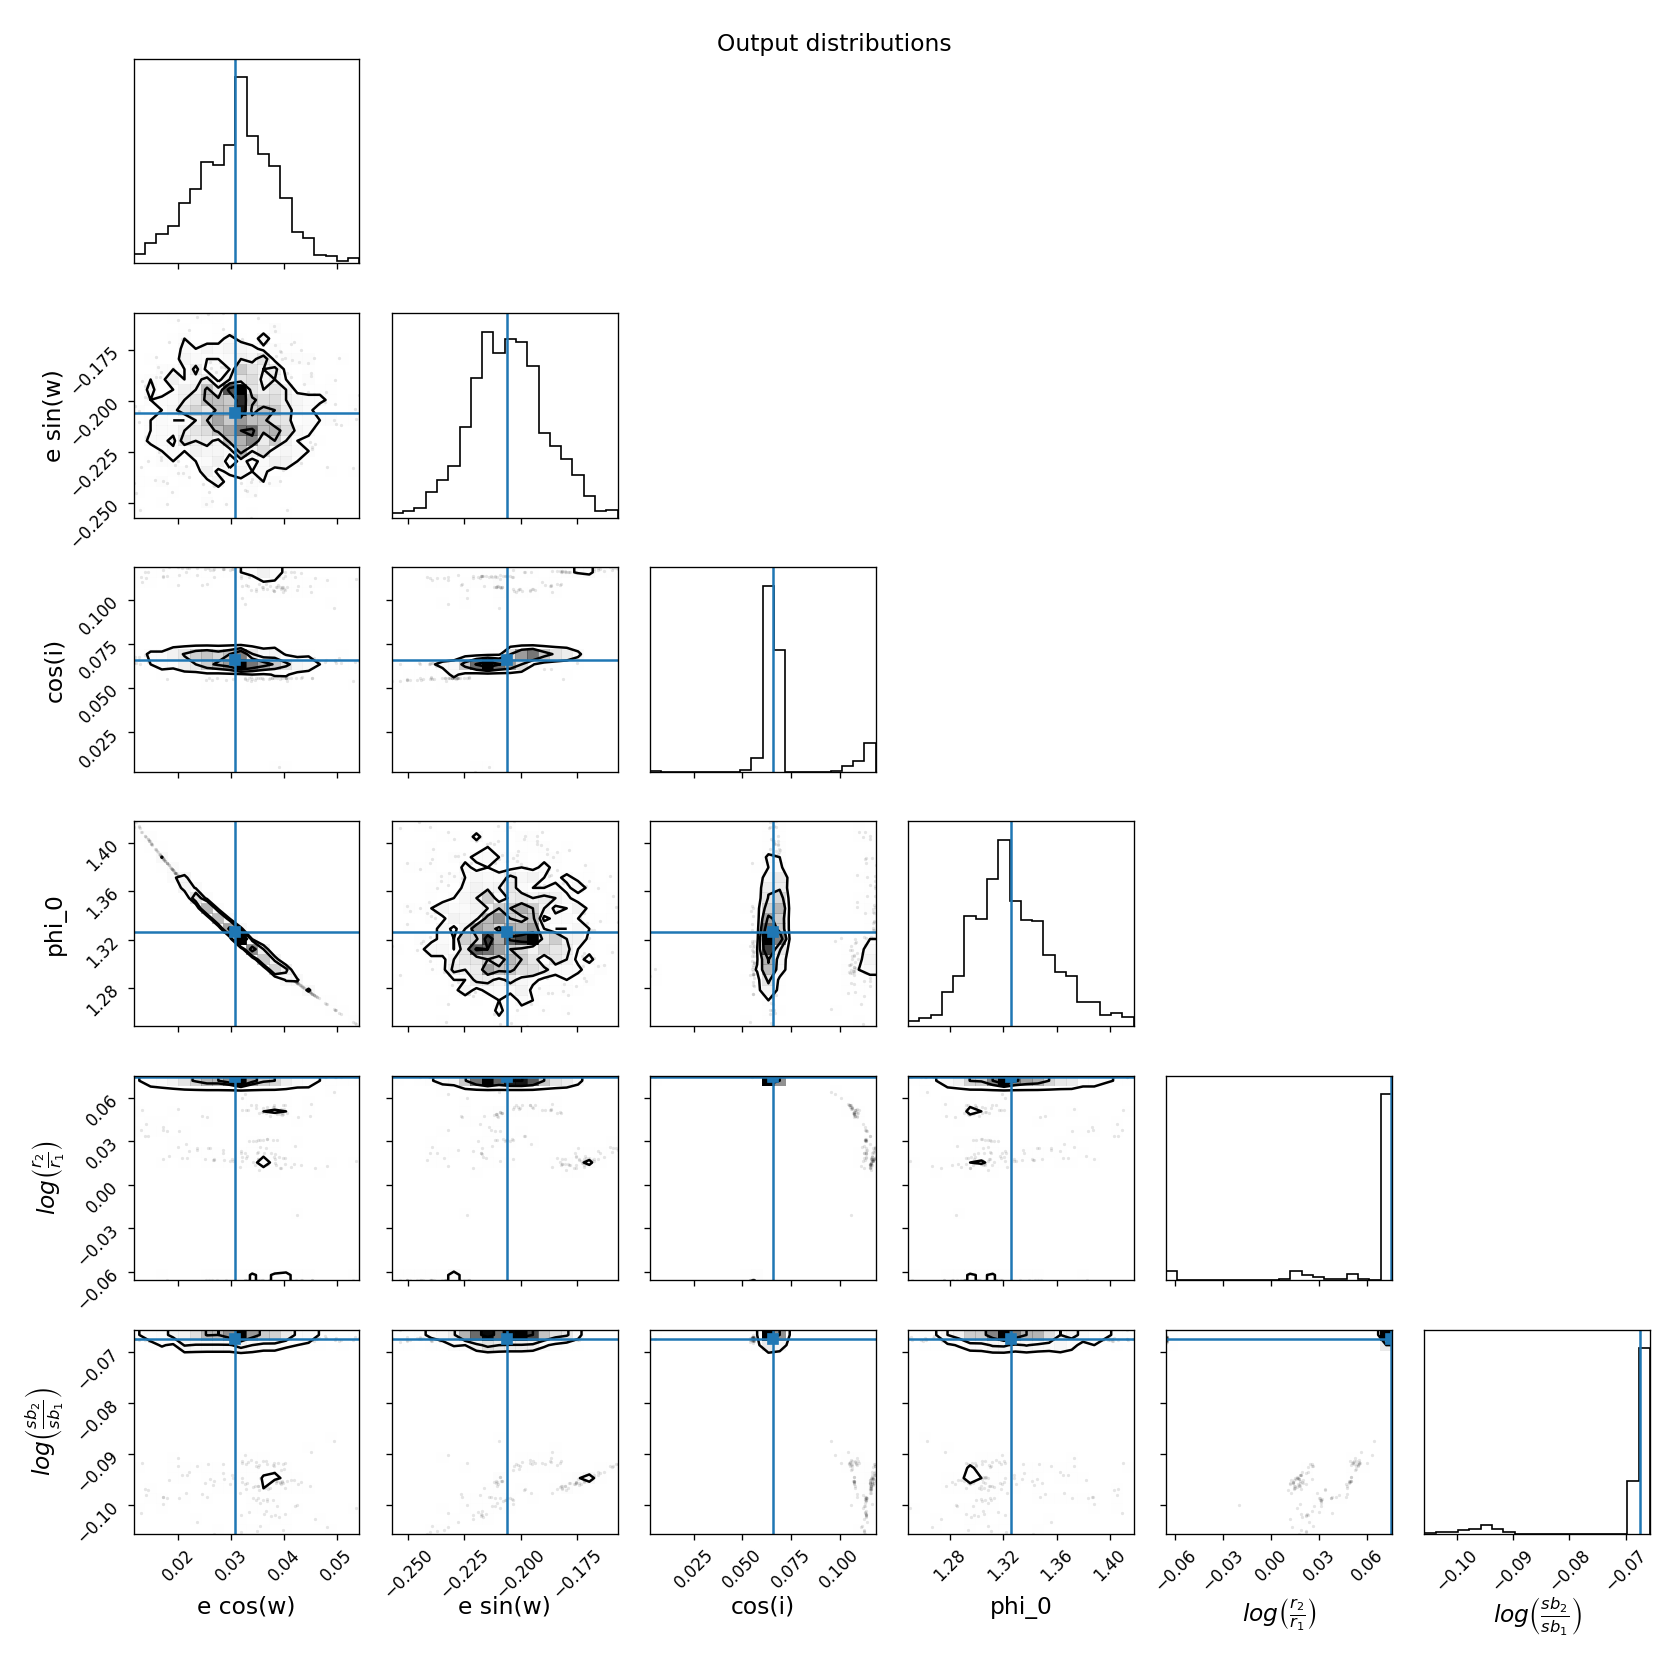 Output distributions
e sin(w)
−0.175
−0.200
−0.225
−0.250
cos(i)
0.100
0.075
0.050
0.025
phi_0
1.40
1.36
1.32
1.28
log(r2/r1)
0.06
0.03
0.00
−0.03
−0.06
log(sb2/sb1)
−0.07
−0.08
−0.09
−0.10
0.02 0.03 0.04 0.05
−0.250 −0.225 −0.200 −0.175
0.025 0.050 0.075 0.100
1.28 1.32 1.36 1.40
−0.06 −0.03 0.00 0.03 0.06
−0.10 −0.09 −0.08 −0.07
e cos(w)
e sin(w)
cos(i)
phi_0
log(r2/r1)
log(sb2/sb1)